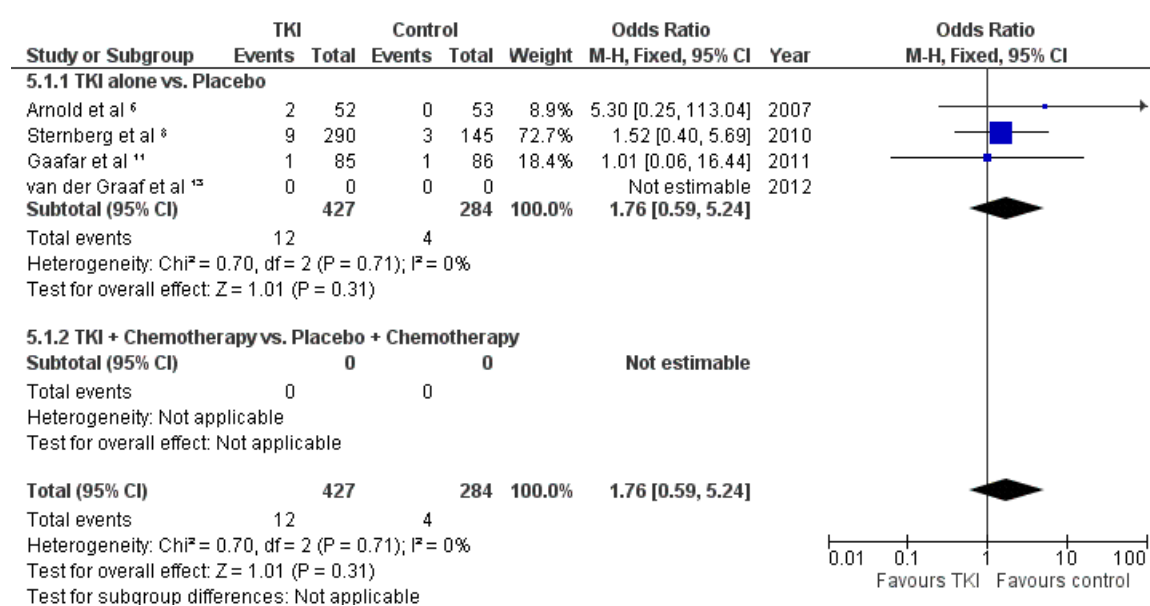 TKI Control Odds Ratio Odds Ratio
Study or Subgroup Events Total Events Total Weight M-H, Fixed, 95% CI Year M-H, Fixed, 95% CI
5.1.1 TKI alone vs. Placebo
Arnold et al ⁶ 2 52 0 53 8.9% 5.30 [0.25, 113.04] 2007
Sternberg et al ⁸ 9 290 3 145 72.7% 1.52 [0.40, 5.69] 2010
Gaafar et al ¹¹ 1 85 1 86 18.4% 1.01 [0.06, 16.44] 2011
van der Graaf et al ¹³ 0 0 0 0 Not estimable 2012
Subtotal (95% CI) 427 284 100.0% 1.76 [0.59, 5.24]
Total events 12 4
Heterogeneity: Chi² = 0.70, df = 2 (P = 0.71); I² = 0%
Test for overall effect: Z = 1.01 (P = 0.31)
5.1.2 TKI + Chemotherapy vs. Placebo + Chemotherapy
Subtotal (95% CI) 0 0 Not estimable
Total events 0 0
Heterogeneity: Not applicable
Test for overall effect: Not applicable
Total (95% CI) 427 284 100.0% 1.76 [0.59, 5.24]
Total events 12 4
Heterogeneity: Chi² = 0.70, df = 2 (P = 0.71); I² = 0%
Test for overall effect: Z = 1.01 (P = 0.31)
Test for subgroup differences: Not applicable
0.01 0.1 1 10 100
Favours TKI Favours control